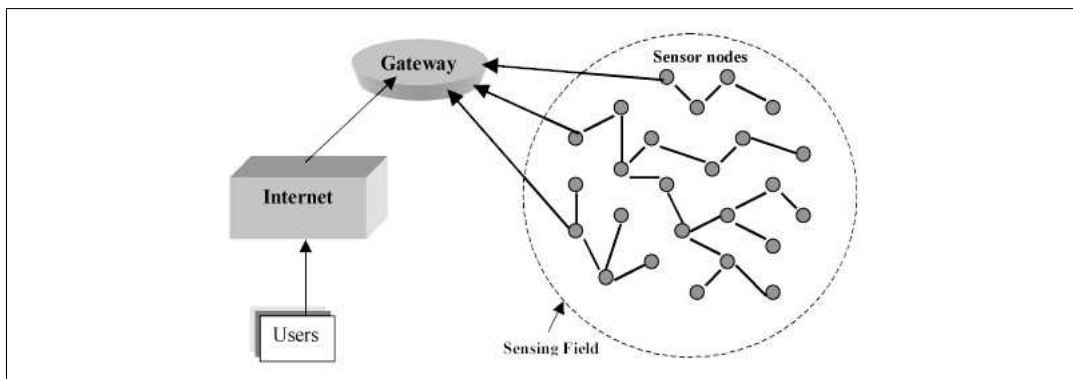 Sensor nodes
Gateway
Internet
Users
Sensing Field